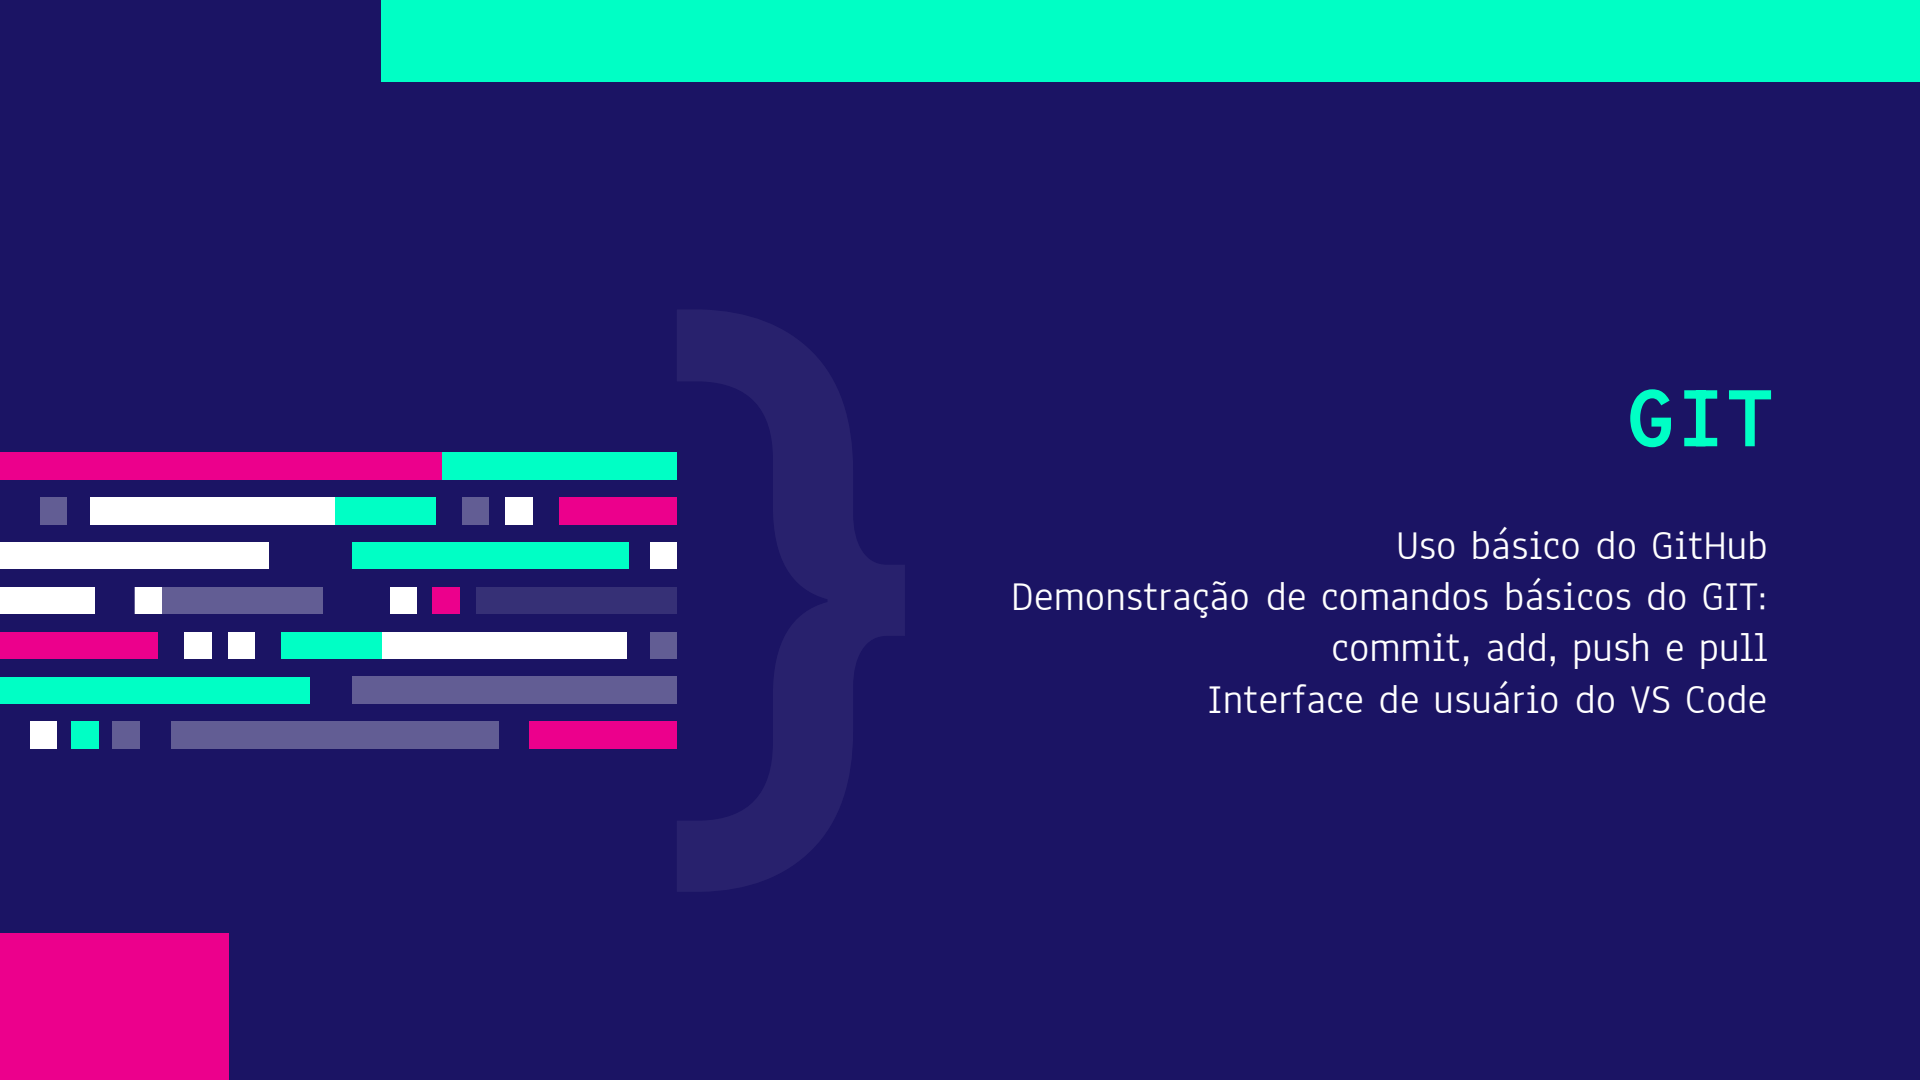 GIT
Uso básico do GitHub
Demonstração de comandos básicos do GIT:
commit, add, push e pull
Interface de usuário do VS Code